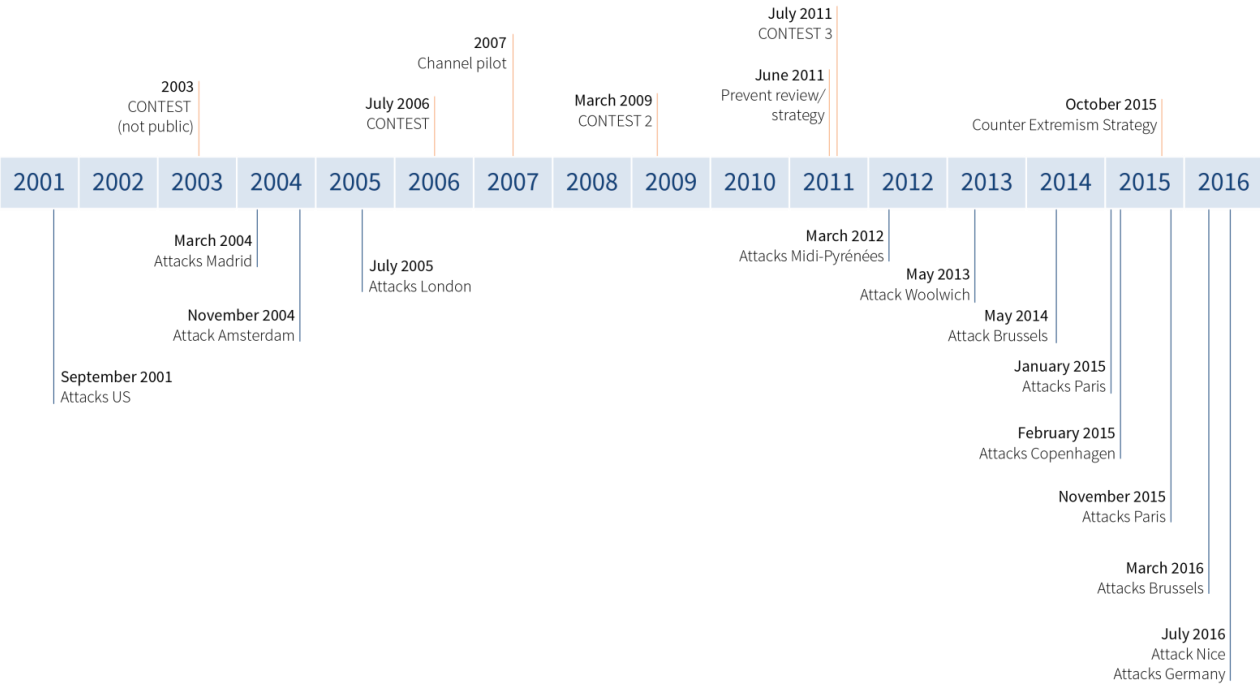 July 2011
CONTEST 3
2007
Channel pilot
June 2011
Prevent review/
strategy
2003
CONTEST
(not public)
July 2006
CONTEST
March 2009
CONTEST 2
October 2015
Counter Extremism Strategy
2001 2002 2003 2004 2005 2006 2007 2008 2009 2010 2011 2012 2013 2014 2015 2016
March 2004
Attacks Madrid
July 2005
Attacks London
March 2012
Attacks Midi-Pyrénées
May 2013
Attack Woolwich
November 2004
Attack Amsterdam
May 2014
Attack Brussels
September 2001
Attacks US
January 2015
Attacks Paris
February 2015
Attacks Copenhagen
November 2015
Attacks Paris
March 2016
Attacks Brussels
July 2016
Attack Nice
Attacks Germany